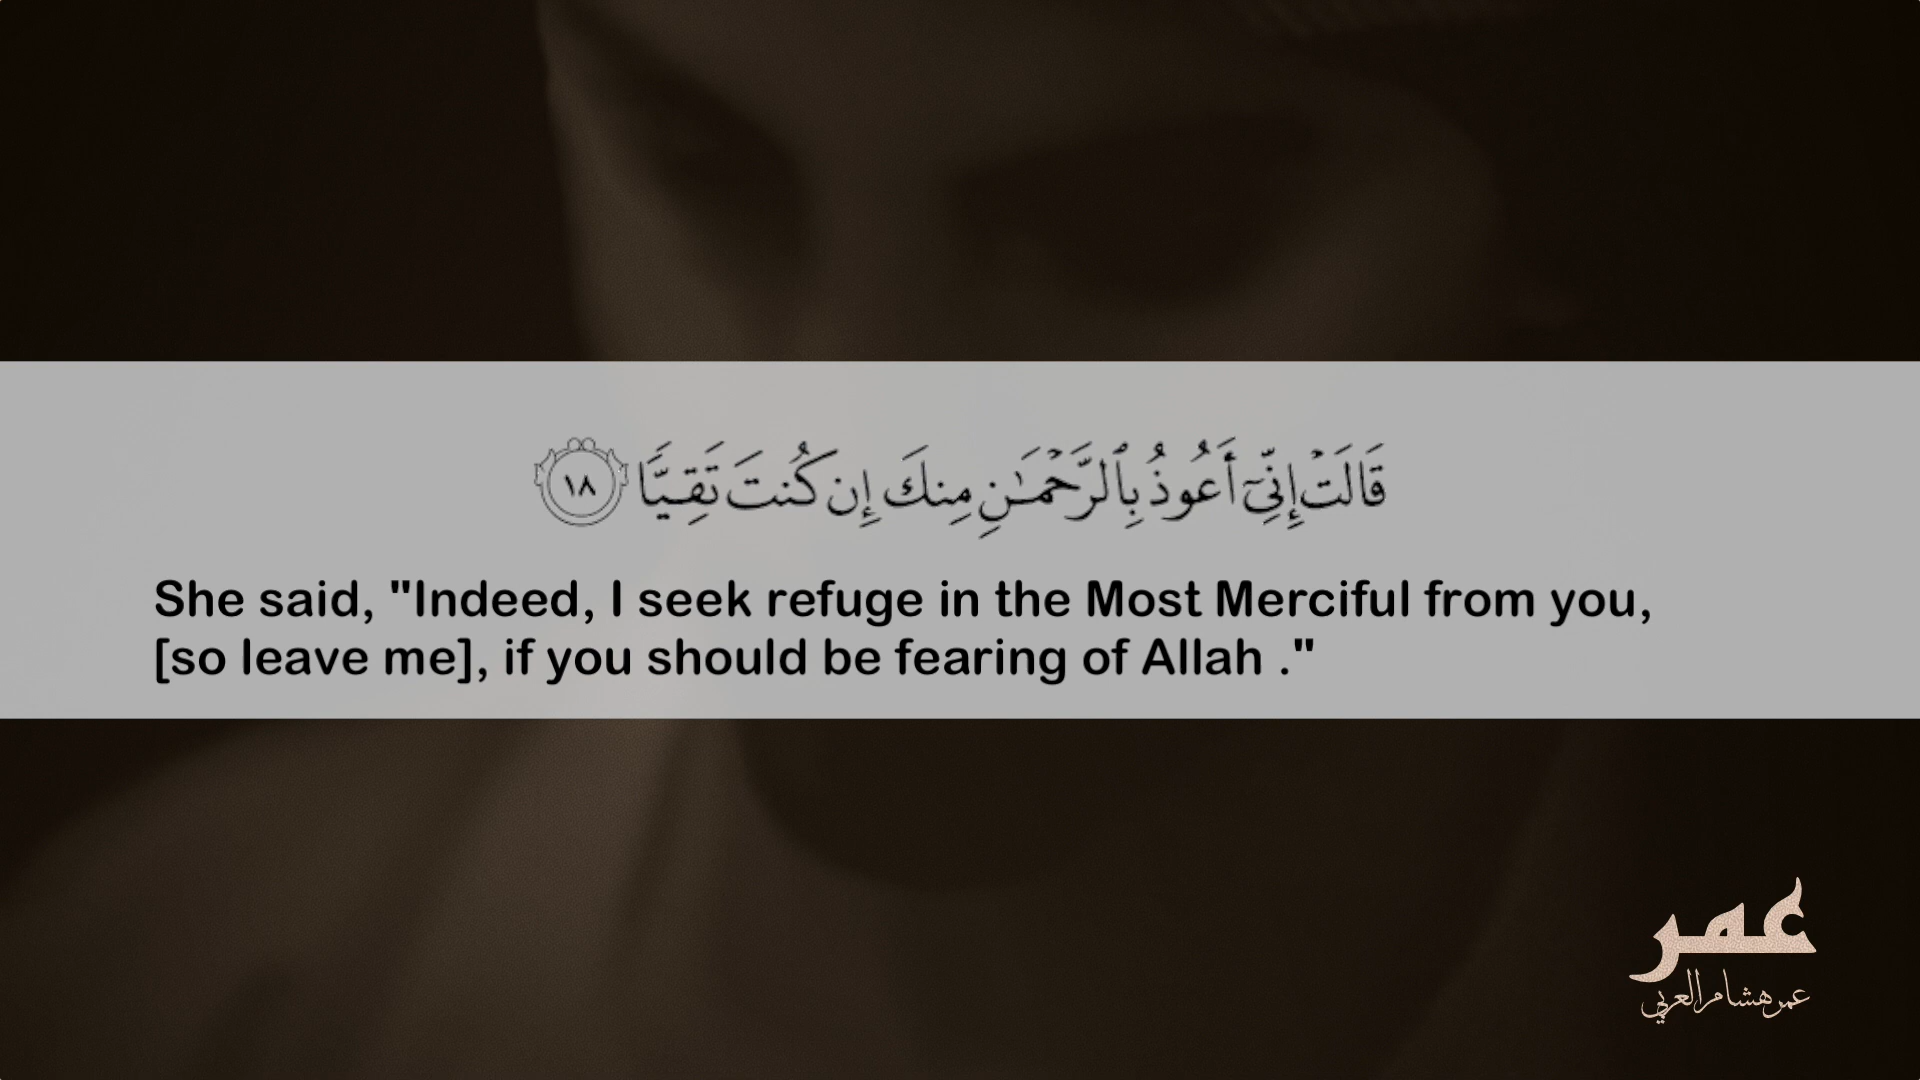 قَالَتْ إِنِّىٓ أَعُوذُ بِٱلرَّحْمَـٰنِ مِنكَ إِن كُنتَ تَقِيًّا ١٨
She said, "Indeed, I seek refuge in the Most Merciful from you,
[so leave me], if you should be fearing of Allah ."
عمر
عمر هشام العربي